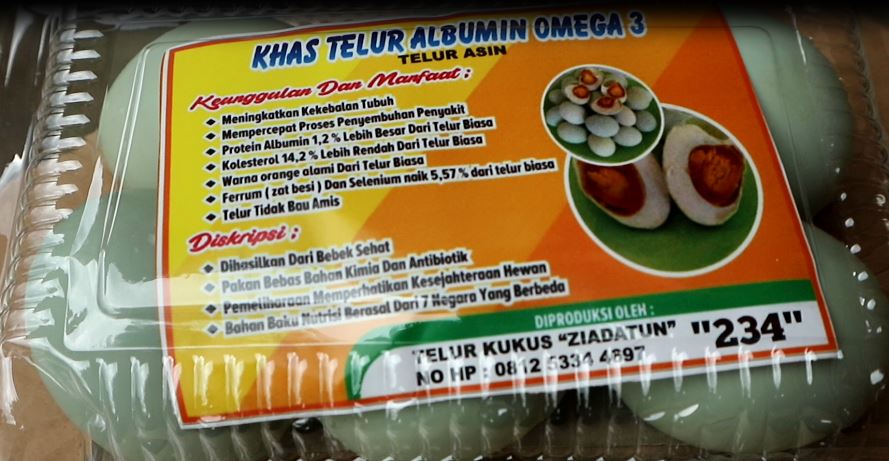 KHAS TELUR ALBUMIN OMEGA 3
TELUR ASIN
Keunggulan Dan Manfaat ;
Meningkatkan Kekebalan Tubuh
Mempercepat Proses Penyembuhan Penyakit
Protein Albumin 1,2 % Lebih Besar Dari Telur Biasa
Kolesterol 14,2 % Lebih Rendah Dari Telur Biasa
Warna orange alami Dari Telur Biasa
Ferrum ( zat besi ) Dan Selenium naik 5,57 % dari telur biasa
Telur Tidak Bau Amis
Diskripsi ;
Dihasilkan Dari Bebek Sehat
Pakan Bebas Bahan Kimia Dan Antibiotik
Pemeliharaan Memperhatikan Kesejahteraan Hewan
Bahan Baku Nutrisi Berasal Dari 7 Negara Yang Berbeda
DIPRODUKSI OLEH :
TELUR KUKUS "ZIADATUN" "234"
NO HP : 0812 5334 4897